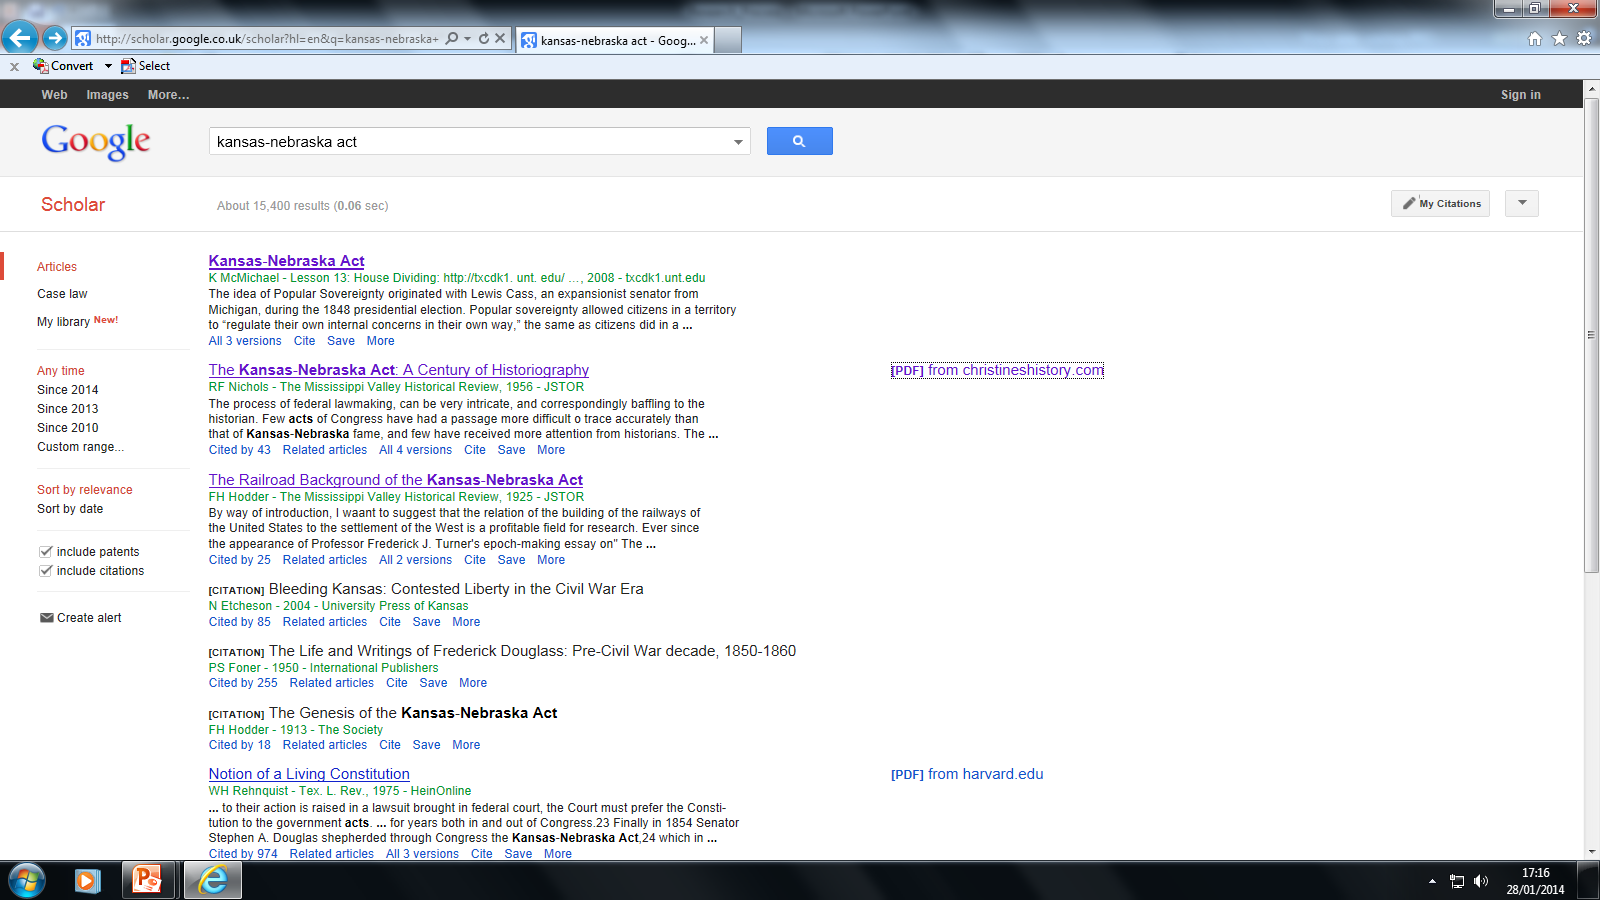 http://scholar.google.co.uk/scholar?hl=en&q=kansas-nebraska+
kansas-nebraska act - Goog...
x Convert Select
Web Images More... Sign in
Google
kansas-nebraska act
Scholar
About 15,400 results (0.06 sec)
My Citations
Articles
Case law
My library New!
Any time
Since 2014
Since 2013
Since 2010
Custom range...
Sort by relevance
Sort by date
include patents
include citations
Create alert
Kansas-Nebraska Act
K McMichael - Lesson 13: House Dividing: http://txcdk1. unt. edu/ …, 2008 - txcdk1.unt.edu
The idea of Popular Sovereignty originated with Lewis Cass, an expansionist senator from
Michigan, during the 1848 presidential election. Popular sovereignty allowed citizens in a territory
to “regulate their own internal concerns in their own way,” the same as citizens did in a ...
All 3 versions Cite Save More
The Kansas-Nebraska Act: A Century of Historiography
[PDF] from christineshistory.com
RF Nichols - The Mississippi Valley Historical Review, 1956 - JSTOR
The process of federal lawmaking, can be very intricate, and correspondingly baffling to the
historian. Few acts of Congress have had a passage more difficult o trace accurately than
that of Kansas-Nebraska fame, and few have received more attention from historians. The ...
Cited by 43 Related articles All 4 versions Cite Save More
The Railroad Background of the Kansas-Nebraska Act
FH Hodder - The Mississippi Valley Historical Review, 1925 - JSTOR
By way of introduction, I waant to suggest that the relation of the building of the railways of
the United States to the settlement of the West is a profitable field for research. Ever since
the appearance of Professor Frederick J. Turner's epoch-making essay on" The ...
Cited by 25 Related articles All 2 versions Cite Save More
[CITATION] Bleeding Kansas: Contested Liberty in the Civil War Era
N Etcheson - 2004 - University Press of Kansas
Cited by 85 Related articles Cite Save More
[CITATION] The Life and Writings of Frederick Douglass: Pre-Civil War decade, 1850-1860
PS Foner - 1950 - International Publishers
Cited by 255 Related articles Cite Save More
[CITATION] The Genesis of the Kansas-Nebraska Act
FH Hodder - 1913 - The Society
Cited by 18 Related articles Cite Save More
Notion of a Living Constitution
[PDF] from harvard.edu
WH Rehnquist - Tex. L. Rev., 1975 - HeinOnline
... to their action is raised in a lawsuit brought in federal court, the Court must prefer the Consti-
tution to the government acts. ... for years both in and out of Congress.23 Finally in 1854 Senator
Stephen A. Douglas shepherded through Congress the Kansas-Nebraska Act,24 which in ...
Cited by 974 Related articles All 3 versions Cite Save More
17:16
28/01/2014